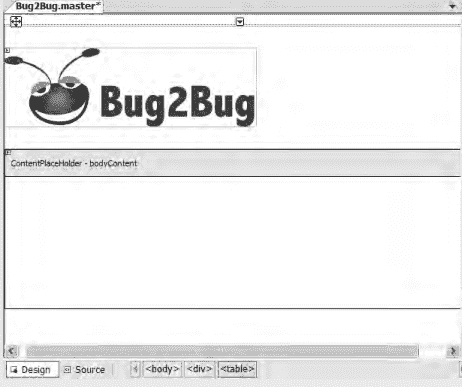 Bug2Bug.master*
Bug2Bug
ContentPlaceHolder - bodyContent
Design Source <body> <div> <table>